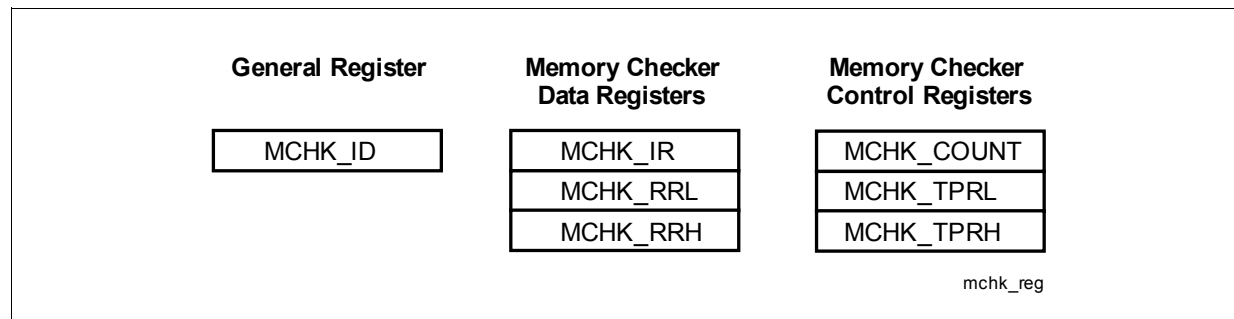 General Register
MCHK_ID
Memory Checker
Data Registers
MCHK_IR
MCHK_RRL
MCHK_RRH
Memory Checker
Control Registers
MCHK_COUNT
MCHK_TPRL
MCHK_TPRH
mchk_reg